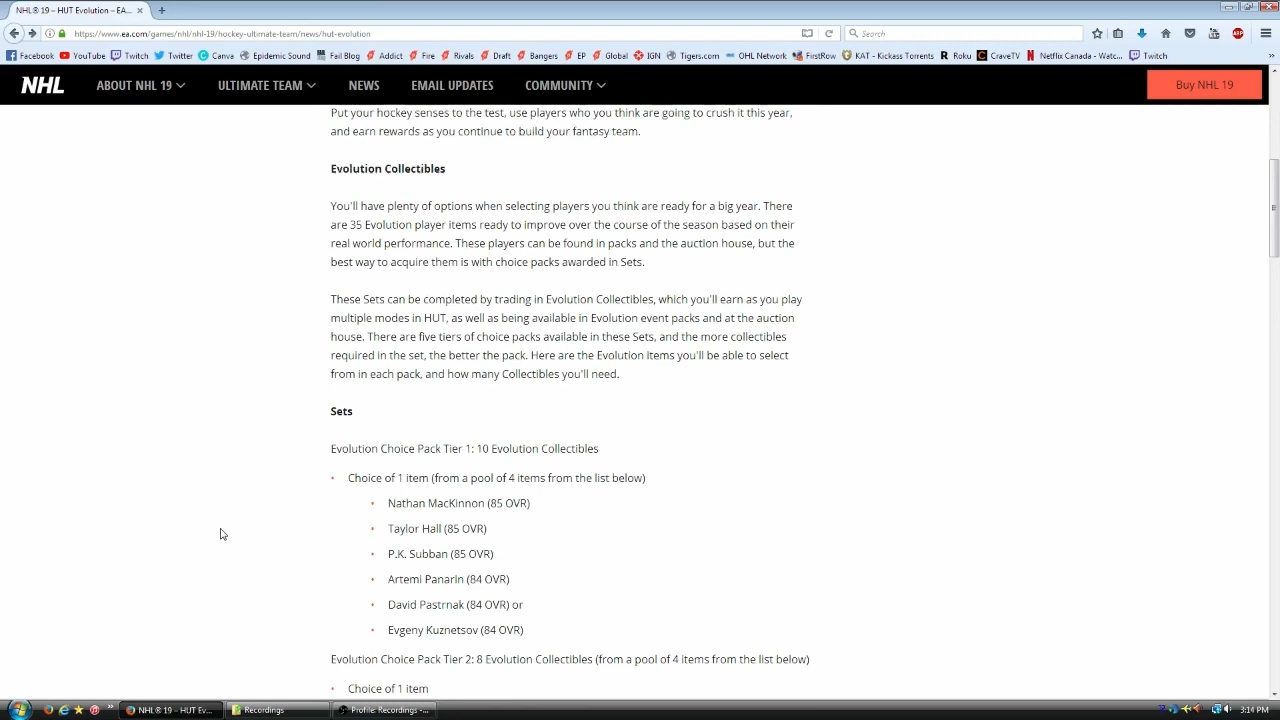 NHL® 19 – HUT Evolution – EA...
https://www.ea.com/games/nhl/nhl-19/hockey-ultimate-team/news/hut-evolution
Search
Facebook YouTube Twitch Twitter Canva Epidemic Sound Fail Blog Addict Fire Rivals Draft Bangers EP Global IGN Tigers.com OHL Network FirstRow KAT - Kickass Torrents Roku CraveTV Netflix Canada - Watc... Twitch
NHL ABOUT NHL 19 ULTIMATE TEAM NEWS EMAIL UPDATES COMMUNITY Buy NHL 19
Put your hockey senses to the test, use players who you think are going to crush it this year,
and earn rewards as you continue to build your fantasy team.
Evolution Collectibles
You'll have plenty of options when selecting players you think are ready for a big year. There
are 35 Evolution player items ready to improve over the course of the season based on their
real world performance. These players can be found in packs and the auction house, but the
best way to acquire them is with choice packs awarded in Sets.
These Sets can be completed by trading in Evolution Collectibles, which you'll earn as you play
multiple modes in HUT, as well as being available in Evolution event packs and at the auction
house. There are five tiers of choice packs available in these Sets, and the more collectibles
required in the set, the better the pack. Here are the Evolution items you'll be able to select
from in each pack, and how many Collectibles you'll need.
Sets
Evolution Choice Pack Tier 1: 10 Evolution Collectibles
• Choice of 1 item (from a pool of 4 items from the list below)
• Nathan MacKinnon (85 OVR)
• Taylor Hall (85 OVR)
• P.K. Subban (85 OVR)
• Artemi Panarin (84 OVR)
• David Pastrnak (84 OVR) or
• Evgeny Kuznetsov (84 OVR)
Evolution Choice Pack Tier 2: 8 Evolution Collectibles (from a pool of 4 items from the list below)
• Choice of 1 item
NHL® 19 – HUT Ev... Recordings Profile: Recordings -... 3:14 PM